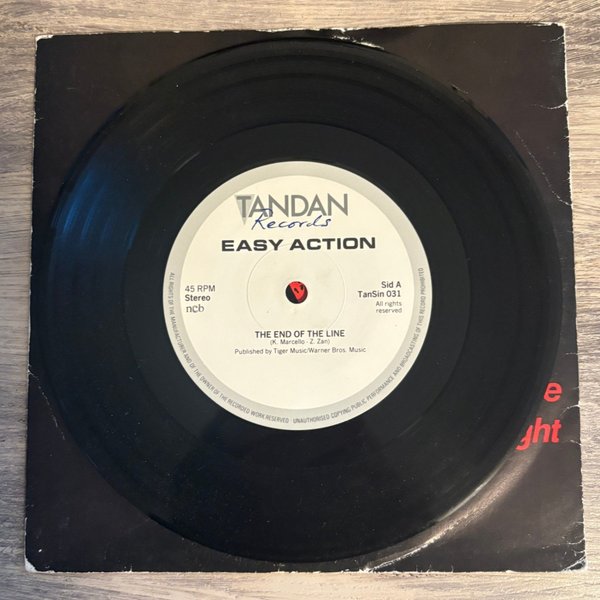 TANDAN
Records
EASY ACTION
45 RPM
Stereo
ncb
Sid A
TanSin 031
All rights
reserved
THE END OF THE LINE
(K. Marcello - Z. Zan)
Published by Tiger Music/Warner Bros. Music
ALL RIGHTS OF THE MANUFACTURER AND OF THE OWNER OF THE RECORDED WORK RESERVED · UNAUTHORISED COPYING PUBLIC PERFORMANCE AND BROADCASTING OF THIS RECORD PROHIBITED
e
ght